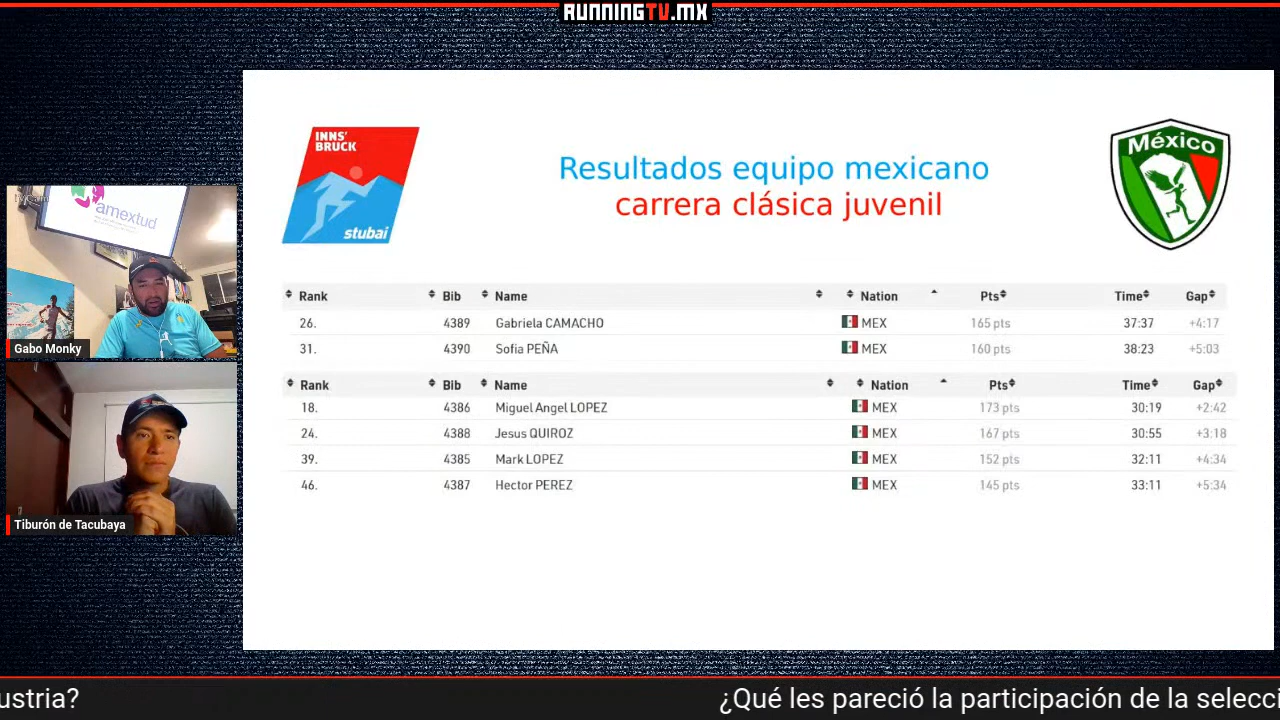 RUNNINGTV.MX
INNS'
BRUCK
stubai
Resultados equipo mexicano
carrera clásica juvenil
México
amextud
Gabo Monky
Tiburón de Tacubaya
Rank Bib Name Nation Pts Time Gap
26. 4389 Gabriela CAMACHO MEX 165 pts 37:37 +4:17
31. 4390 Sofia PEÑA MEX 160 pts 38:23 +5:03
Rank Bib Name Nation Pts Time Gap
18. 4386 Miguel Angel LOPEZ MEX 173 pts 30:19 +2:42
24. 4388 Jesus QUIROZ MEX 167 pts 30:55 +3:18
39. 4385 Mark LOPEZ MEX 152 pts 32:11 +4:34
46. 4387 Hector PEREZ MEX 145 pts 33:11 +5:34
ustria? ¿Qué les pareció la participación de la selecci